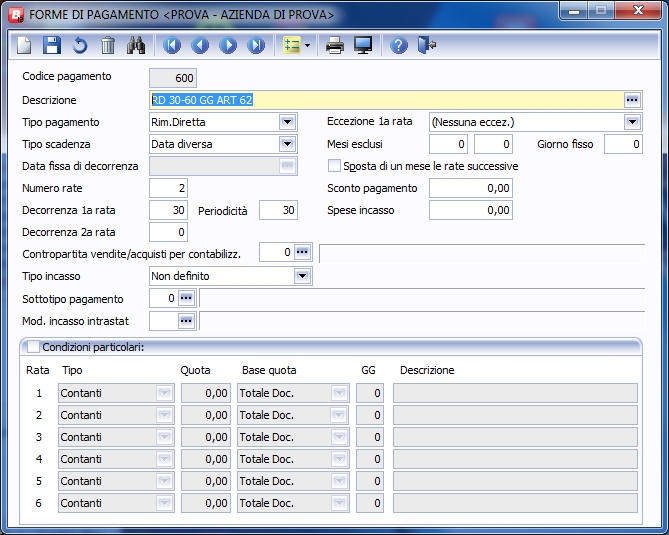 FORME DI PAGAMENTO <PROVA - AZIENDA DI PROVA>
Codice pagamento 600
Descrizione RD 30-60 GG ART 62
Tipo pagamento Rim.Diretta Eccezione 1a rata (Nessuna eccez.)
Tipo scadenza Data diversa Mesi esclusi 0 0 Giorno fisso 0
Data fissa di decorrenza Sposta di un mese le rate successive
Numero rate 2 Sconto pagamento 0,00
Decorrenza 1a rata 30 Periodicità 30 Spese incasso 0,00
Decorrenza 2a rata 0
Contropartita vendite/acquisti per contabilizz. 0
Tipo incasso Non definito
Sottotipo pagamento 0
Mod. incasso intrastat
Condizioni particolari:
Rata Tipo Quota Base quota GG Descrizione
1 Contanti 0,00 Totale Doc. 0
2 Contanti 0,00 Totale Doc. 0
3 Contanti 0,00 Totale Doc. 0
4 Contanti 0,00 Totale Doc. 0
5 Contanti 0,00 Totale Doc. 0
6 Contanti 0,00 Totale Doc. 0